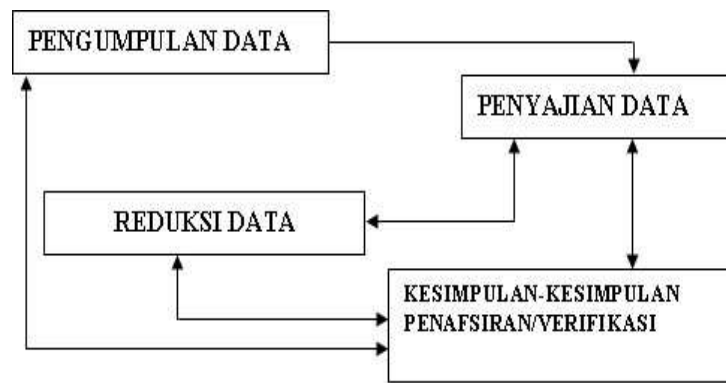 PENGUMPULAN DATA
PENYAJIAN DATA
REDUKSI DATA
KESIMPULAN-KESIMPULAN
PENAFSIRAN/VERIFIKASI